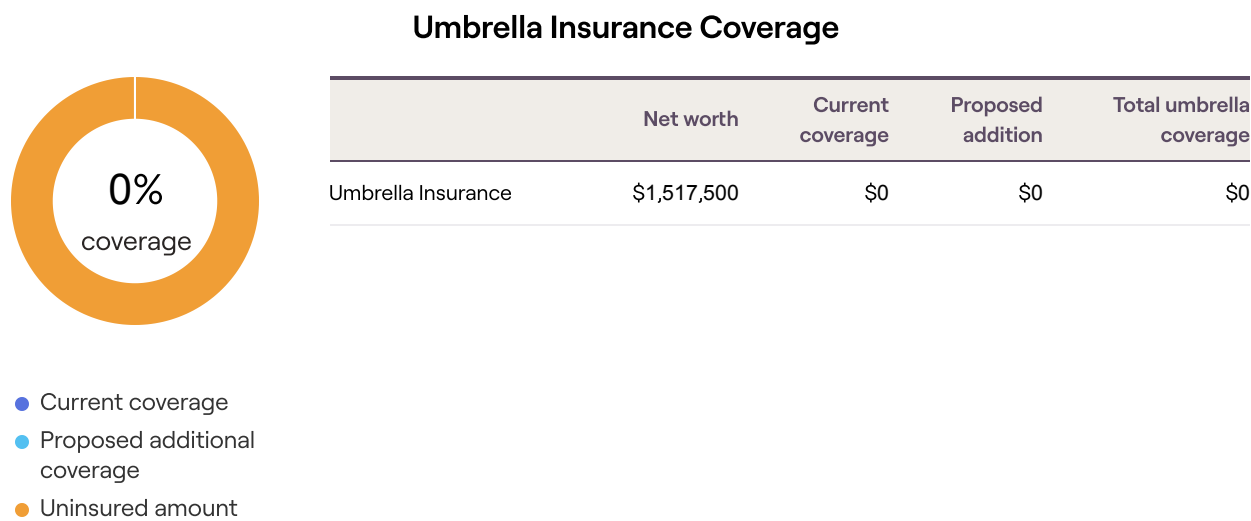 Umbrella Insurance Coverage
Net worth
Current coverage
Proposed addition
Total umbrella coverage
Umbrella Insurance $1,517,500 $0 $0 $0
0%
coverage
Current coverage
Proposed additional
coverage
Uninsured amount